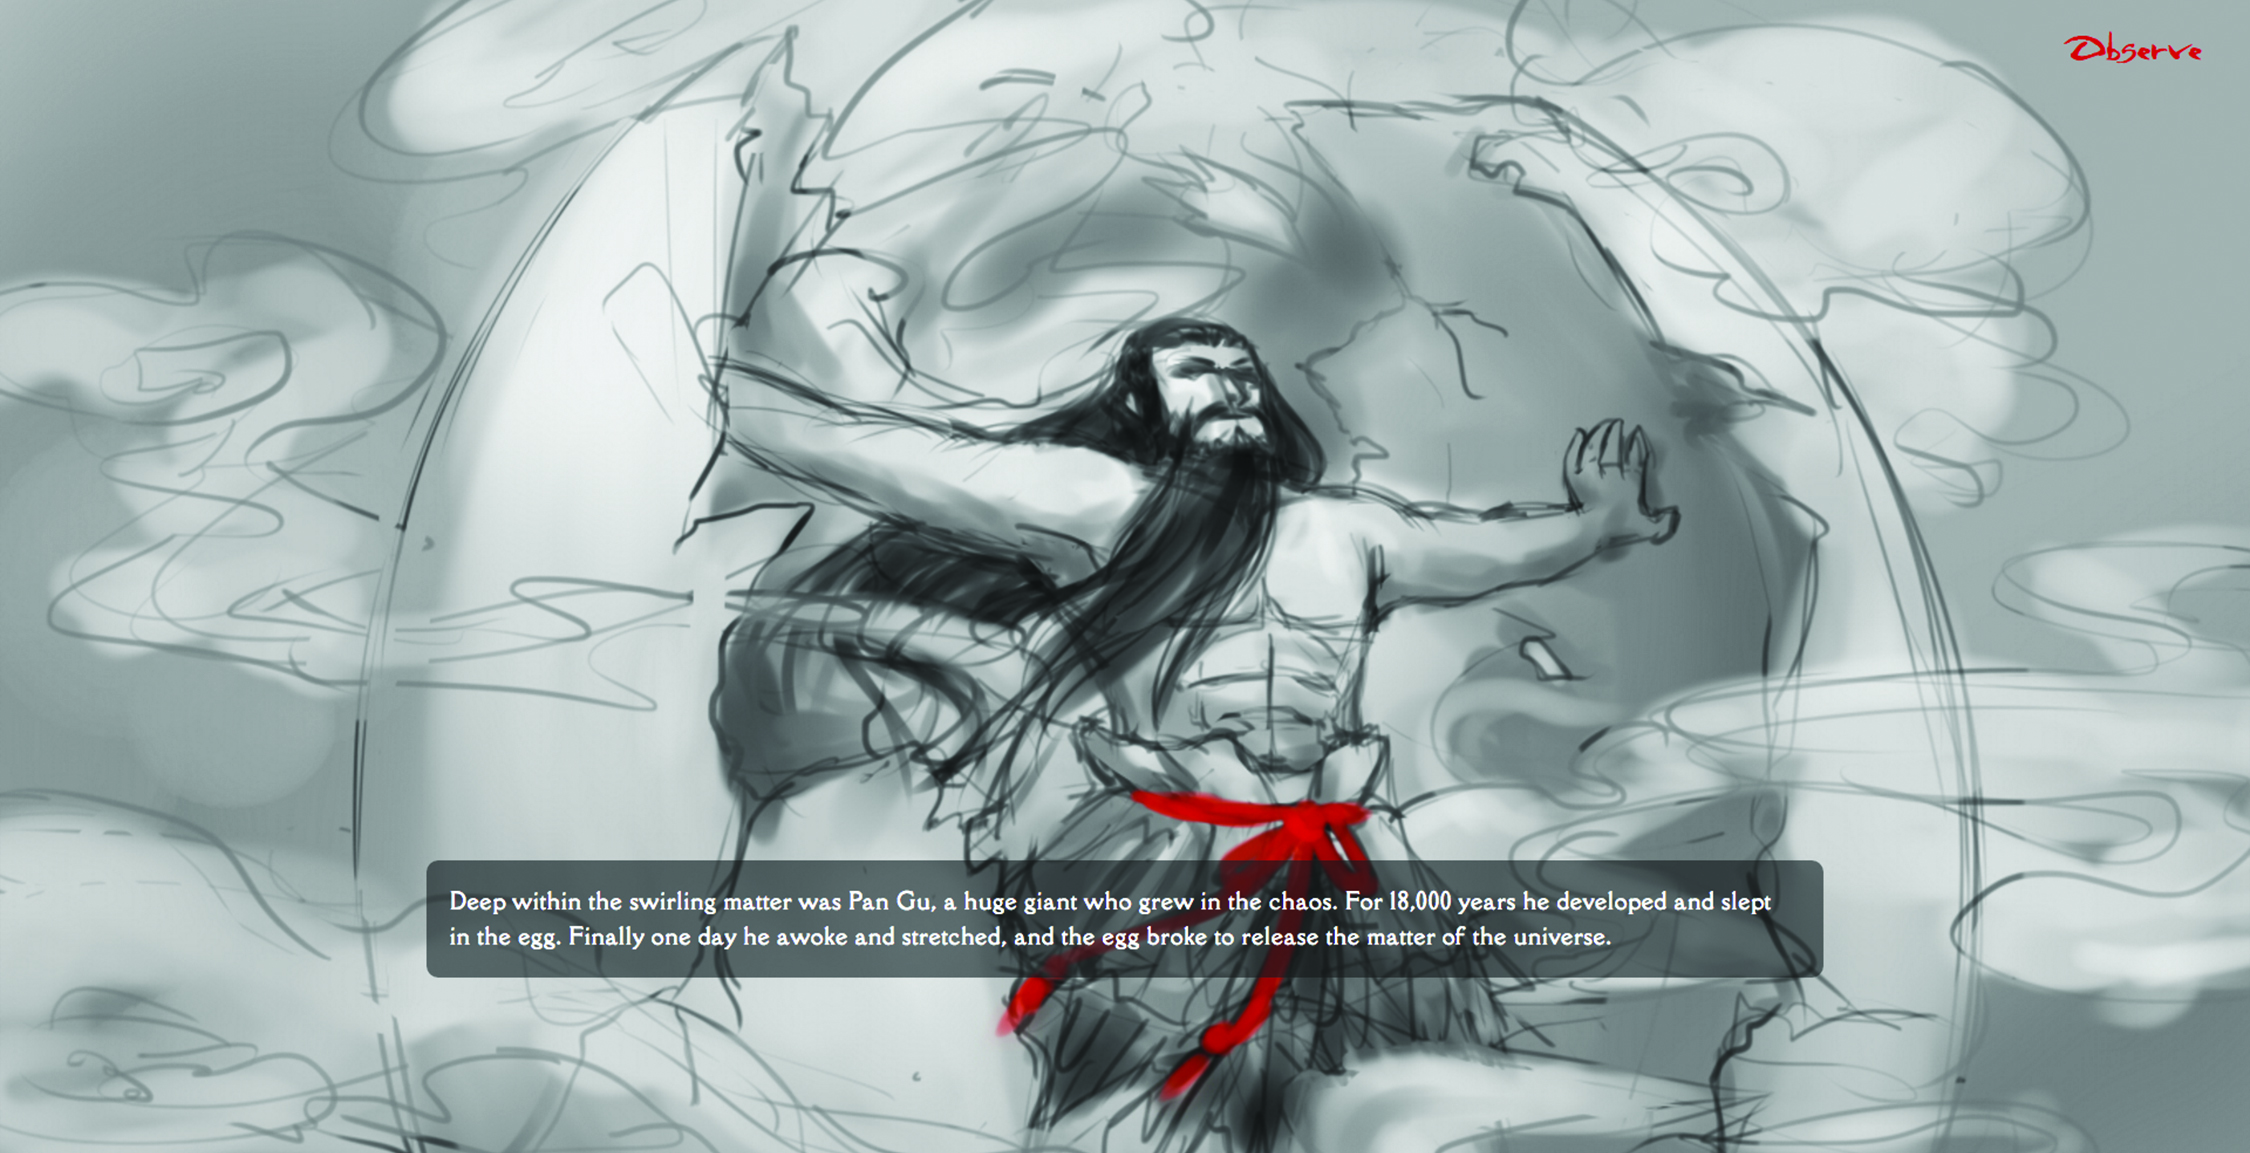 Observe
Deep within the swirling matter was Pan Gu, a huge giant who grew in the chaos. For 18,000 years he developed and slept
in the egg. Finally one day he awoke and stretched, and the egg broke to release the matter of the universe.